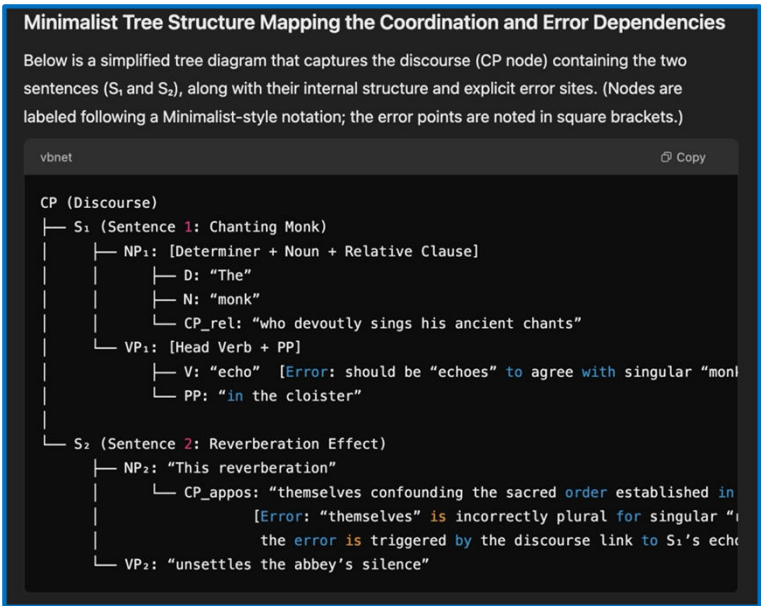 Minimalist Tree Structure Mapping the Coordination and Error Dependencies
Below is a simplified tree diagram that captures the discourse (CP node) containing the two
sentences (S₁ and S₂), along with their internal structure and explicit error sites. (Nodes are
labeled following a Minimalist-style notation; the error points are noted in square brackets.)
vbnet Copy
CP (Discourse)
├── S₁ (Sentence 1: Chanting Monk)
│ ├── NP₁: [Determiner + Noun + Relative Clause]
│ │ ├── D: “The”
│ │ ├── N: “monk”
│ │ └── CP_rel: “who devoutly sings his ancient chants”
│ └── VP₁: [Head Verb + PP]
│ ├── V: “echo” [Error: should be “echoes” to agree with singular “monk
│ └── PP: “in the cloister”
│
└── S₂ (Sentence 2: Reverberation Effect)
├── NP₂: “This reverberation”
│ └── CP_appos: “themselves confounding the sacred order established in
│ [Error: “themselves” is incorrectly plural for singular “
│ the error is triggered by the discourse link to S₁’s echo
└── VP₂: “unsettles the abbey’s silence”